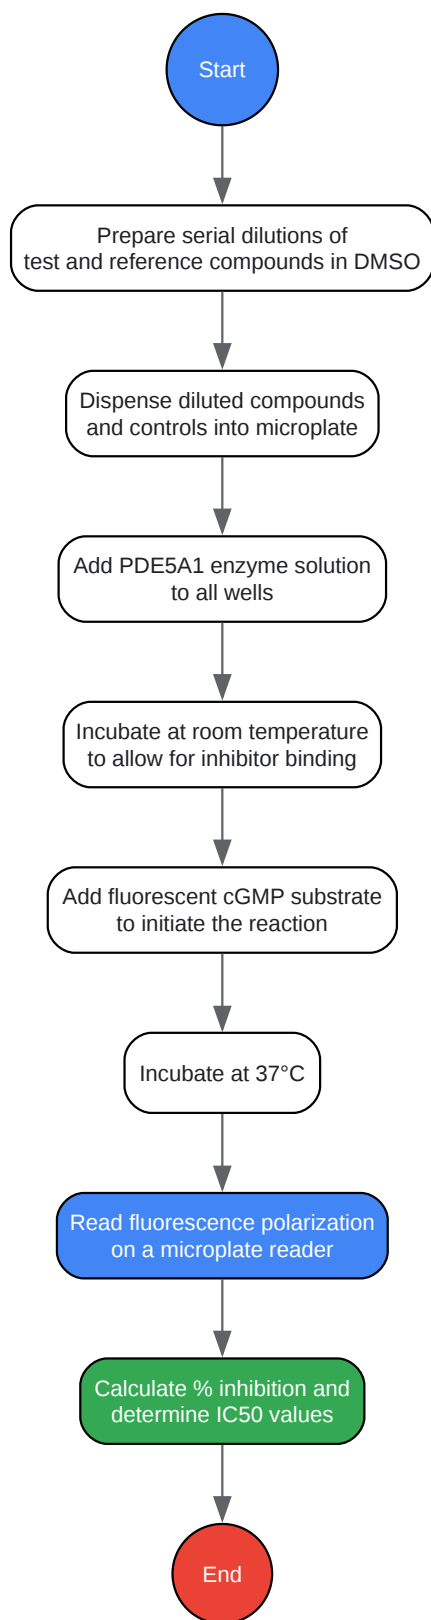 Start
Prepare serial dilutions of
test and reference compounds in DMSO
Dispense diluted compounds
and controls into microplate
Add PDE5A1 enzyme solution
to all wells
Incubate at room temperature
to allow for inhibitor binding
Add fluorescent cGMP substrate
to initiate the reaction
Incubate at 37°C
Read fluorescence polarization
on a microplate reader
Calculate % inhibition and
determine IC50 values
End